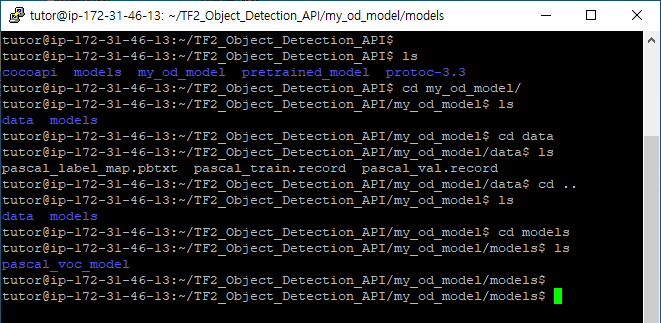 tutor@ip-172-31-46-13: ~/TF2_Object_Detection_API/my_od_model/models
tutor@ip-172-31-46-13:~/TF2_Object_Detection_API$
tutor@ip-172-31-46-13:~/TF2_Object_Detection_API$ ls
cocoapi  models  my_od_model  pretrained_model  protoc-3.3
tutor@ip-172-31-46-13:~/TF2_Object_Detection_API$ cd my_od_model/
tutor@ip-172-31-46-13:~/TF2_Object_Detection_API/my_od_model$ ls
data  models
tutor@ip-172-31-46-13:~/TF2_Object_Detection_API/my_od_model$ cd data
tutor@ip-172-31-46-13:~/TF2_Object_Detection_API/my_od_model/data$ ls
pascal_label_map.pbtxt  pascal_train.record  pascal_val.record
tutor@ip-172-31-46-13:~/TF2_Object_Detection_API/my_od_model/data$ cd ..
tutor@ip-172-31-46-13:~/TF2_Object_Detection_API/my_od_model$ ls
data  models
tutor@ip-172-31-46-13:~/TF2_Object_Detection_API/my_od_model$ cd models
tutor@ip-172-31-46-13:~/TF2_Object_Detection_API/my_od_model/models$ ls
pascal_voc_model
tutor@ip-172-31-46-13:~/TF2_Object_Detection_API/my_od_model/models$
tutor@ip-172-31-46-13:~/TF2_Object_Detection_API/my_od_model/models$